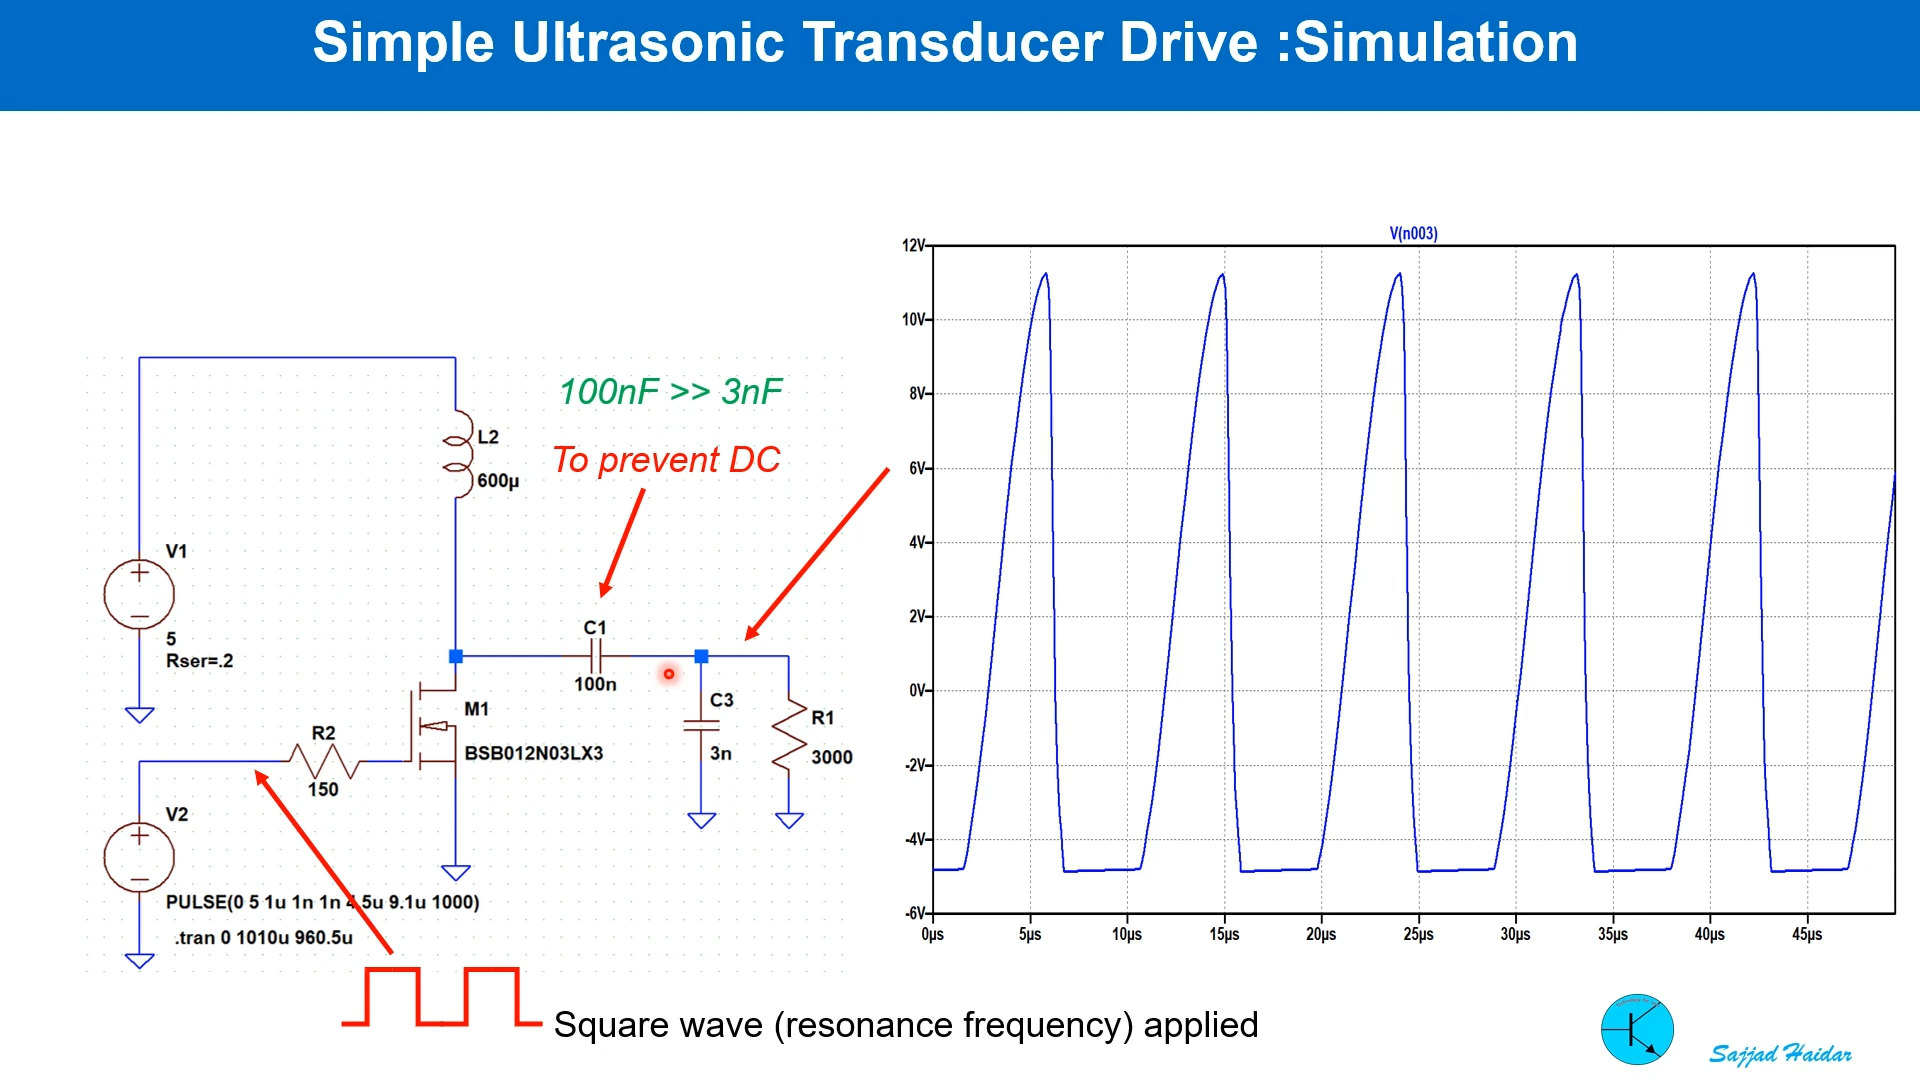 Simple Ultrasonic Transducer Drive :Simulation
100nF >> 3nF
To prevent DC
L2
600µ
V1
5
Rser=.2
C1
100n
C3
3n
R1
3000
M1
BSB012N03LX3
R2
150
V2
PULSE(0 5 1u 1n 1n 4.5u 9.1u 1000)
.tran 0 1010u 960.5u
Square wave (resonance frequency) applied
V(n003)
12V
10V
8V
6V
4V
2V
0V
-2V
-4V
-6V
0µs 5µs 10µs 15µs 20µs 25µs 30µs 35µs 40µs 45µs
Sajjad Haidar